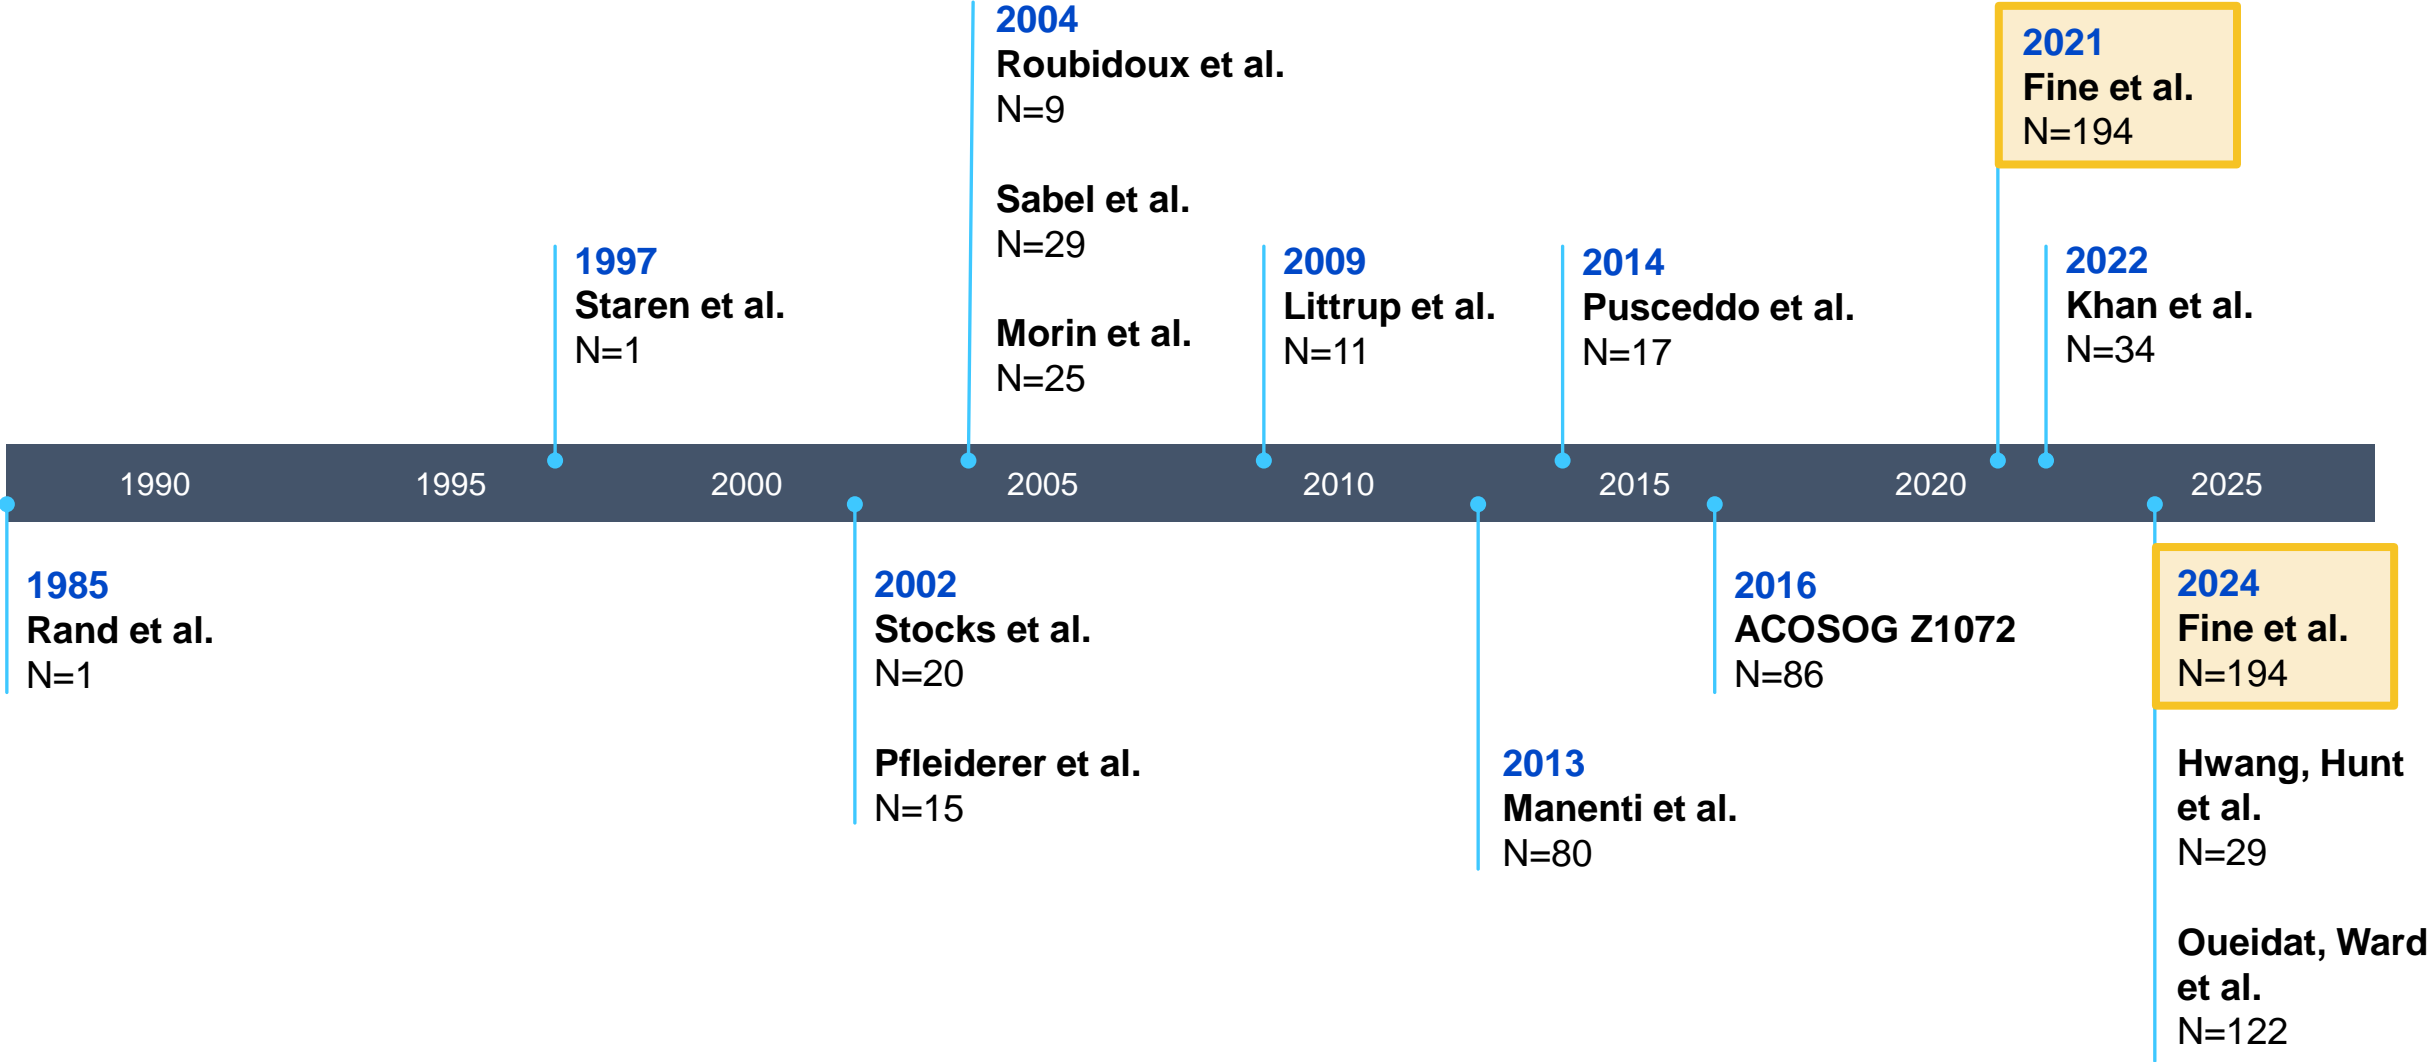 2004
Roubidoux et al.
N=9
Sabel et al.
N=29
Morin et al.
N=25
2021
Fine et al.
N=194
1997
Staren et al.
N=1
2009
Littrup et al.
N=11
2014
Pusceddo et al.
N=17
2022
Khan et al.
N=34
1990 1995 2000 2005 2010 2015 2020 2025
1985
Rand et al.
N=1
2002
Stocks et al.
N=20
Pfleiderer et al.
N=15
2013
Manenti et al.
N=80
2016
ACOSOG Z1072
N=86
2024
Fine et al.
N=194
Hwang, Hunt
et al.
N=29
Oueidat, Ward
et al.
N=122